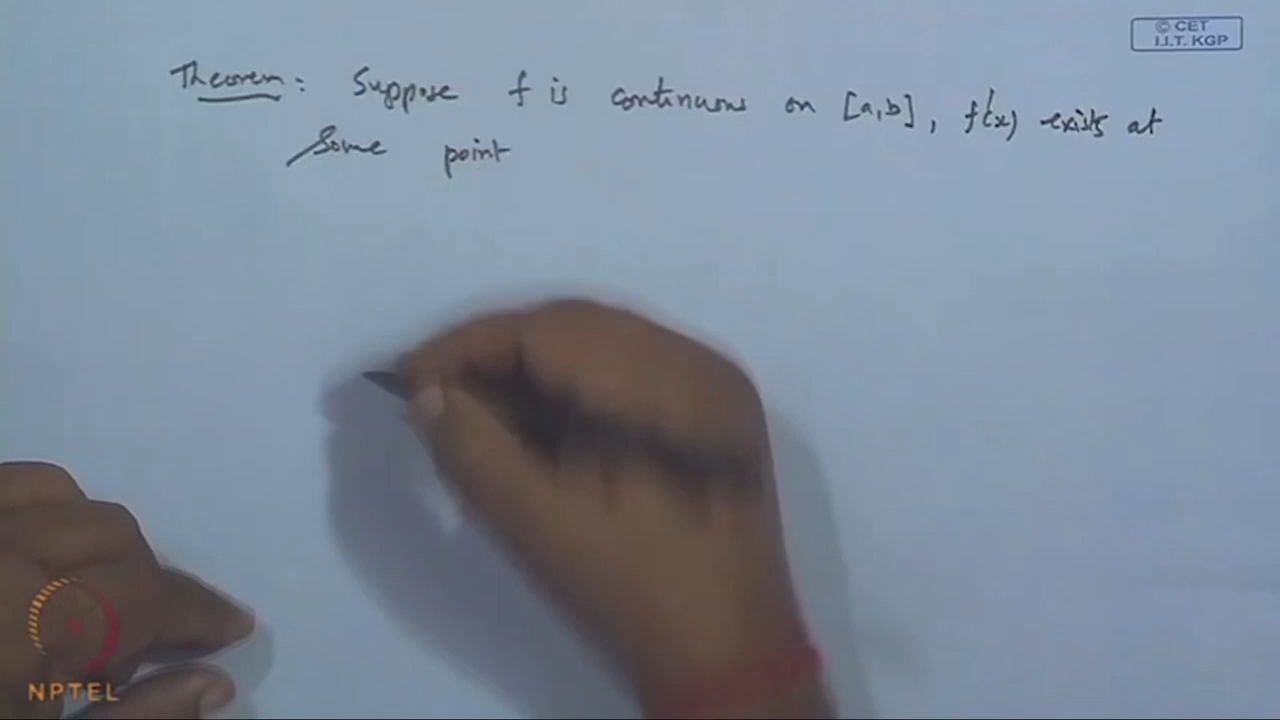 © CET
I.I.T. KGP
Theorem: Suppose f is continuous on [a,b], f'(x) exists at
some point
NPTEL